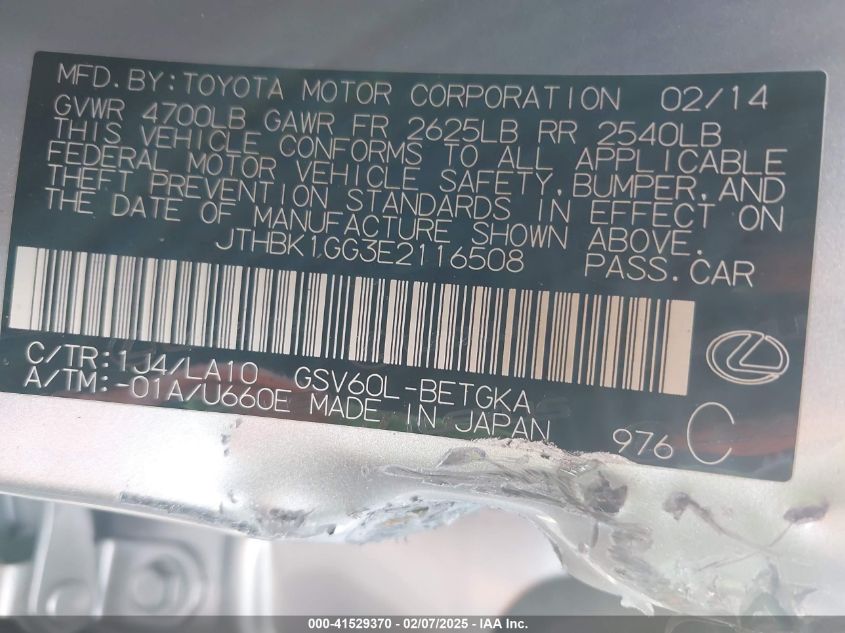 MFD. BY: TOYOTA MOTOR CORPORATION 02/14
GVWR 4700LB GAWR FR 2625LB RR 2540LB
THIS VEHICLE CONFORMS TO ALL APPLICABLE
FEDERAL MOTOR VEHICLE SAFETY, BUMPER, AND
THEFT PREVENTION STANDARDS IN EFFECT ON
THE DATE OF MANUFACTURE SHOWN ABOVE.
JTHBK1GG3E2116508 PASS. CAR
C/TR: 1J4/LA10 GSV60L-BETGKA
A/TM: -01A/U660E MADE IN JAPAN 976 C
000-41529370 - 02/07/2025 - IAA Inc.